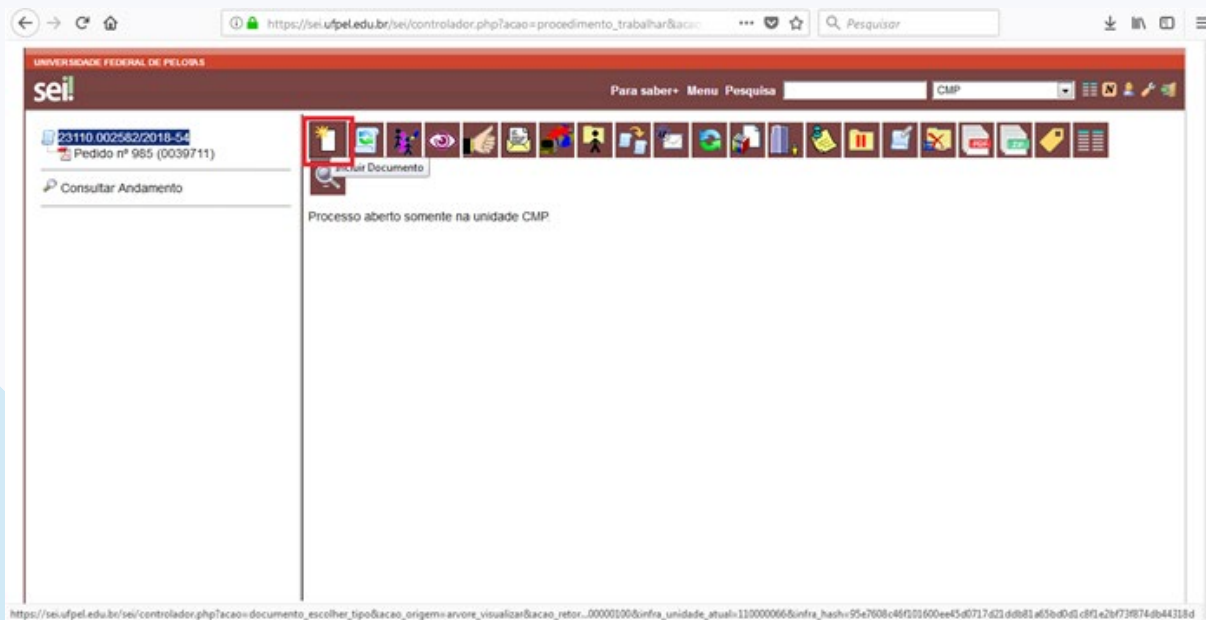 https://sei.ufpel.edu.br/sei/controlador.php?acao=procedimento_trabalhar&acao
Pesquisar
UNIVERSIDADE FEDERAL DE PELOTAS
sei!
Para saber+ Menu Pesquisa
CMP
23110.002582/2018-54
Pedido nº 985 (0039711)
Consultar Andamento
Incluir Documento
Processo aberto somente na unidade CMP.
https://sei.ufpel.edu.br/sei/controlador.php?acao=documento_escolher_tipo&acao_origem=arvore_visualizar&acao_retor...00000100&infra_unidade_atual=110000066&infra_hash=